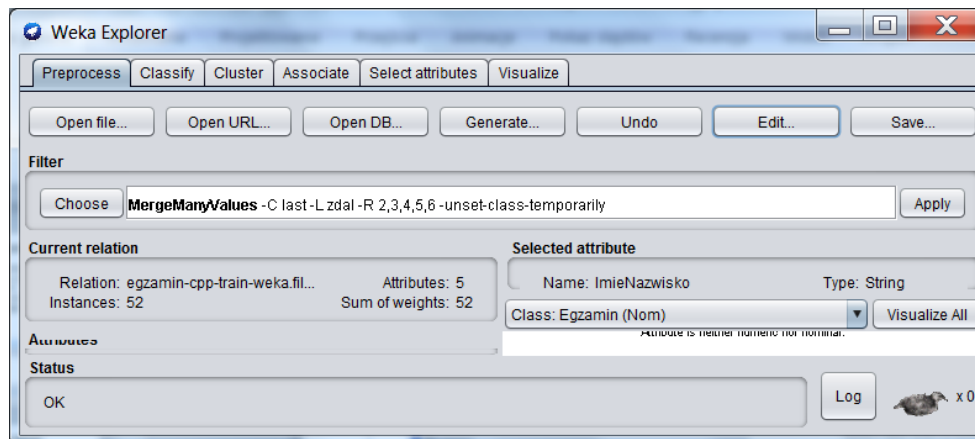 Weka Explorer
Preprocess Classify Cluster Associate Select attributes Visualize
Open file... Open URL... Open DB... Generate... Undo Edit... Save...
Filter
Choose MergeManyValues -C last -L zdal -R 2,3,4,5,6 -unset-class-temporarily Apply
Current relation
Relation: egzamin-cpp-train-weka.fil... Attributes: 5
Instances: 52 Sum of weights: 52
Selected attribute
Name: ImieNazwisko Type: String
Class: Egzamin (Nom) Visualize All
Attributes
Attribute is neither numeric nor nominal.
Status
OK
Log x 0